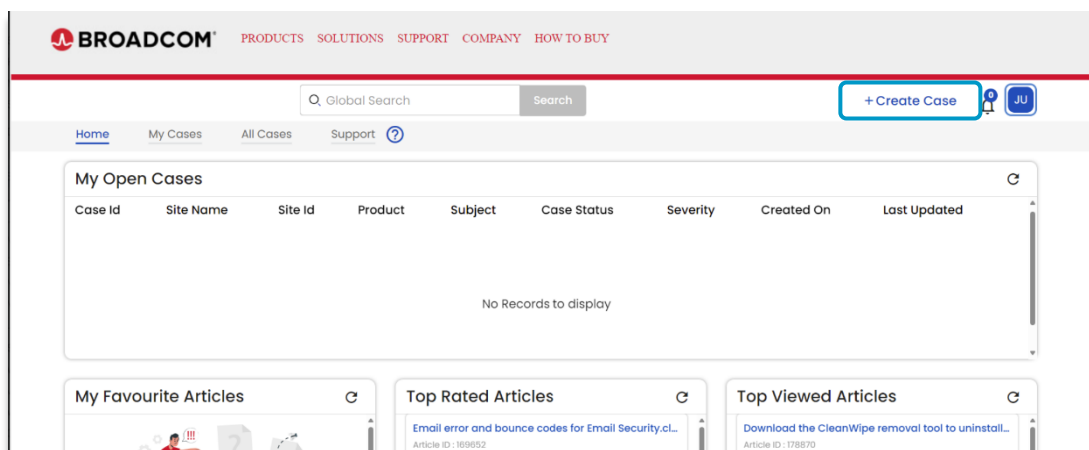 BROADCOM® PRODUCTS SOLUTIONS SUPPORT COMPANY HOW TO BUY
Global Search Search +Create Case 0 JU
Home My Cases All Cases Support ?
My Open Cases
Case Id Site Name Site Id Product Subject Case Status Severity Created On Last Updated
No Records to display
My Favourite Articles
!!!
?
Top Rated Articles
Email error and bounce codes for Email Security.cl...
Article ID : 169652
Top Viewed Articles
Download the CleanWipe removal tool to uninstall...
Article ID : 178870